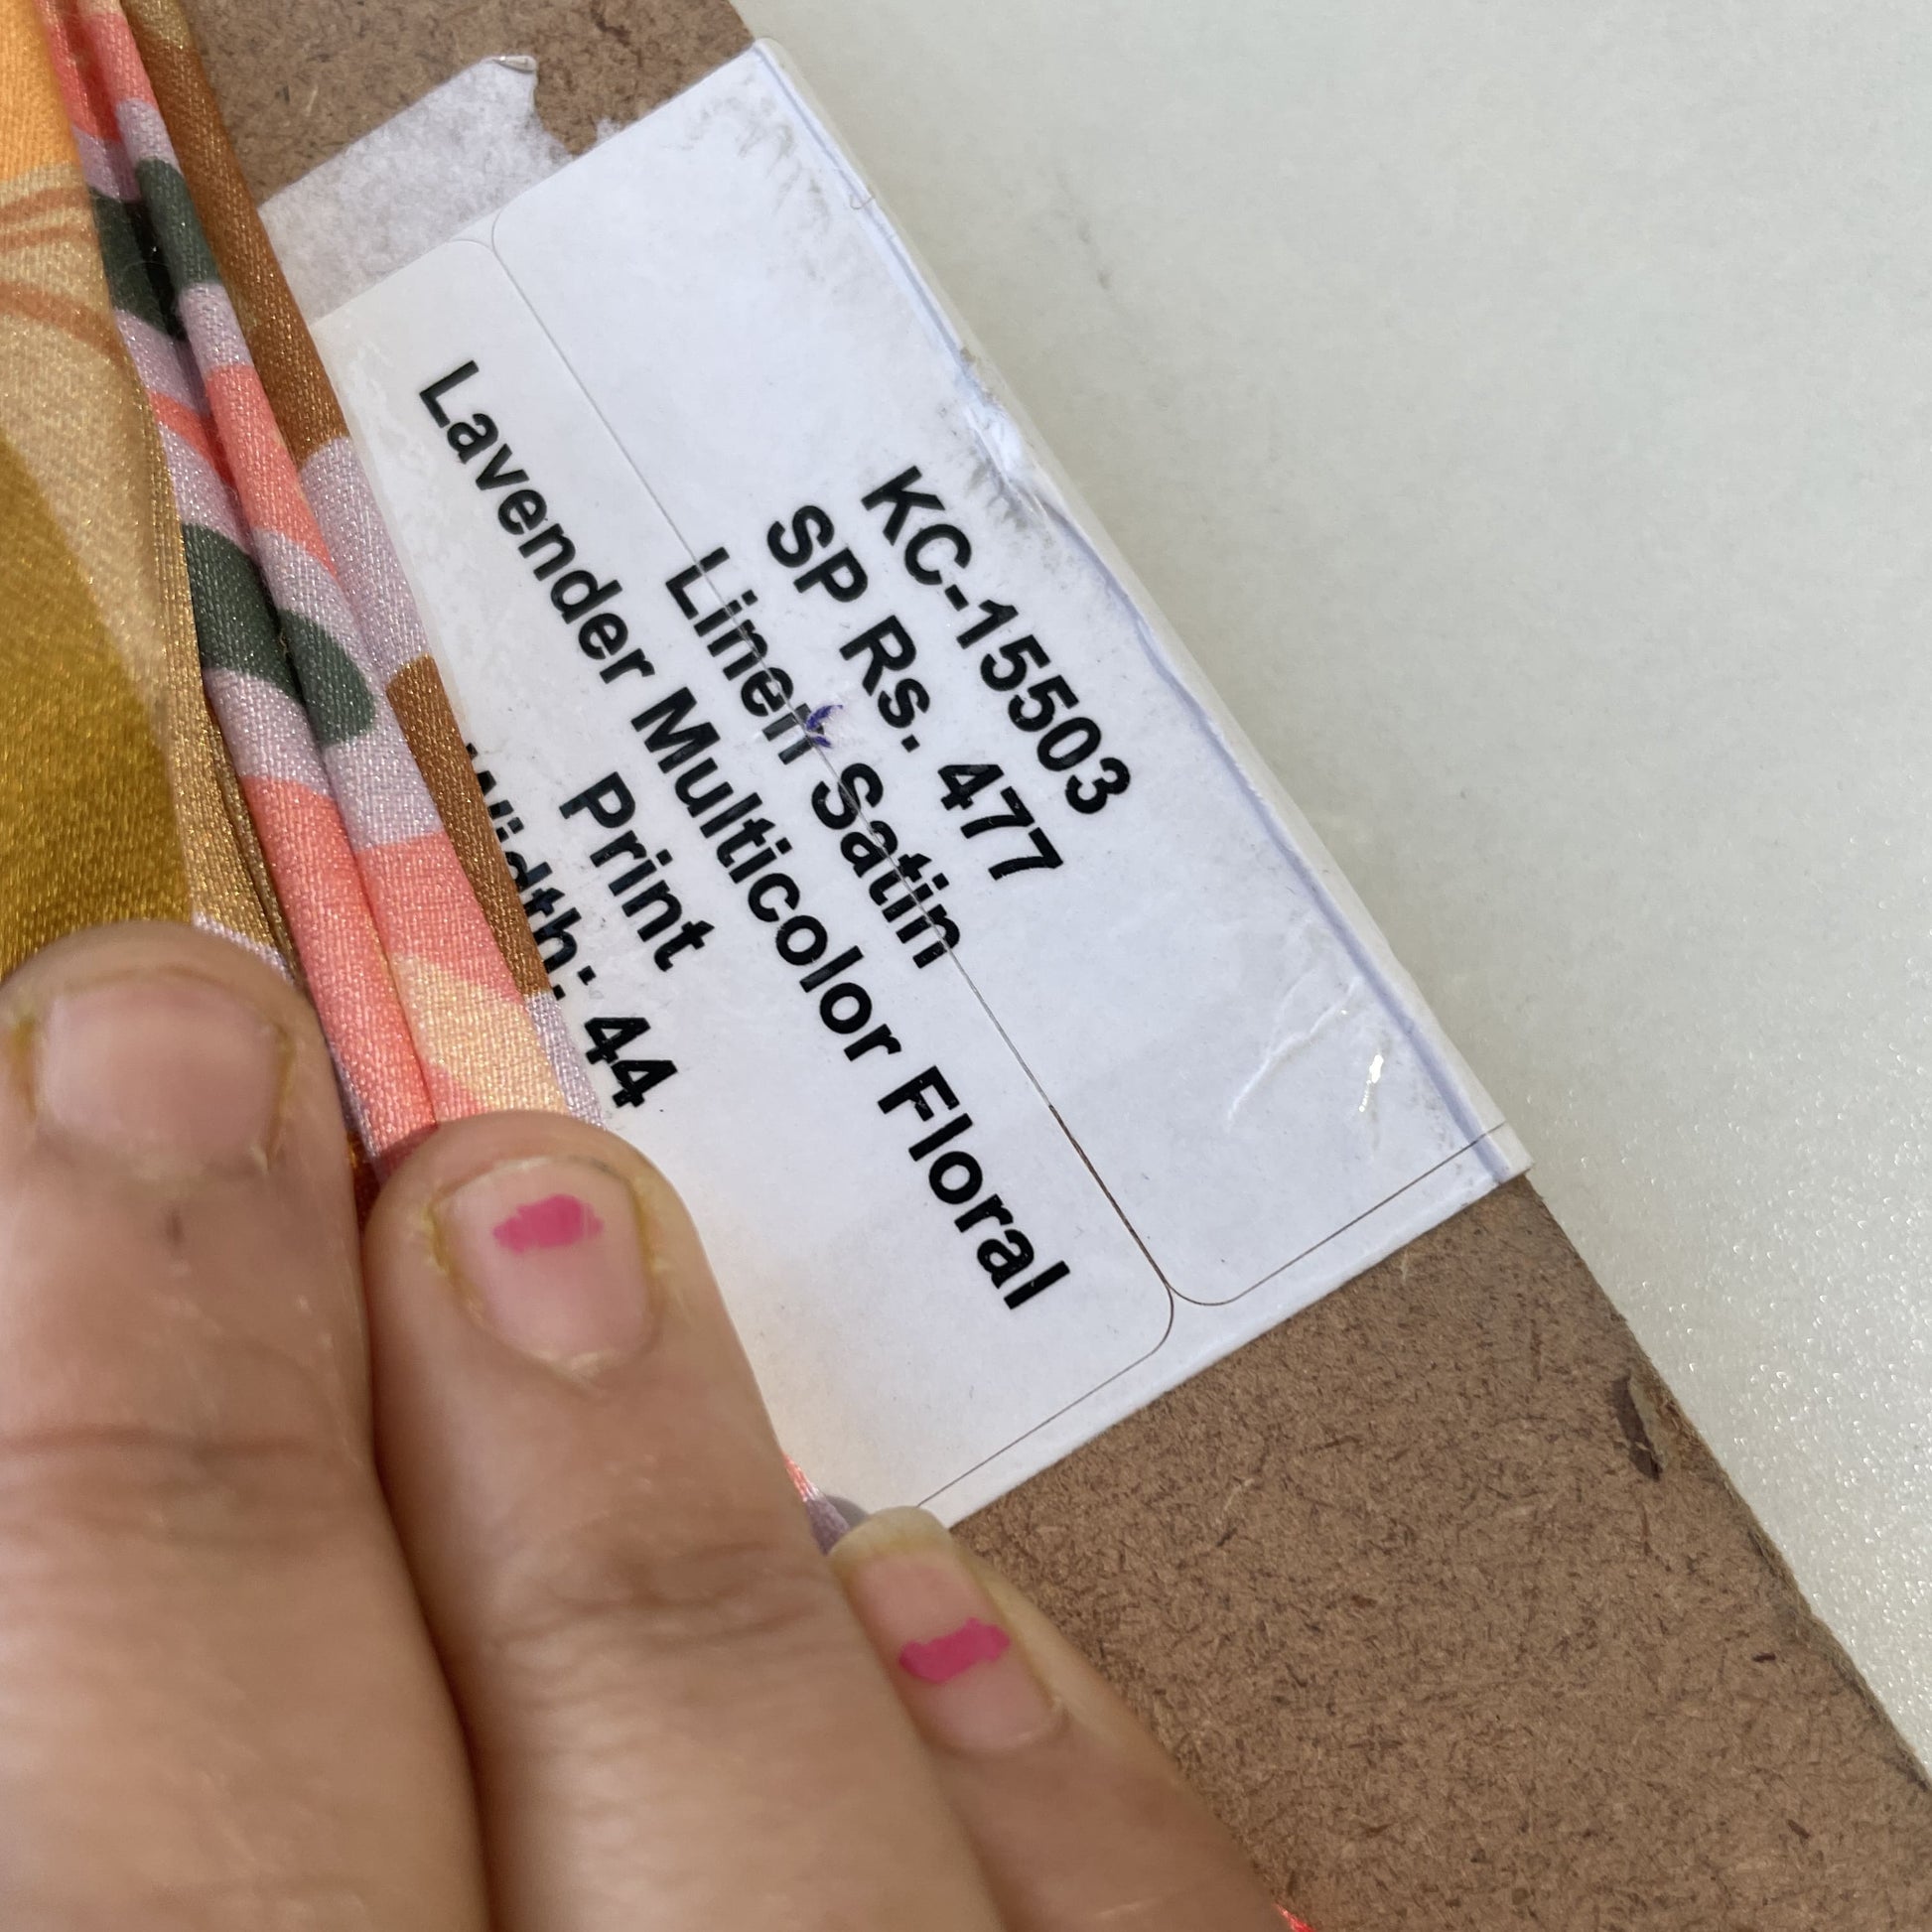 KC-15503
SP Rs. 477
Linen Satin
Lavender Multicolor Floral
Print
Width: 44